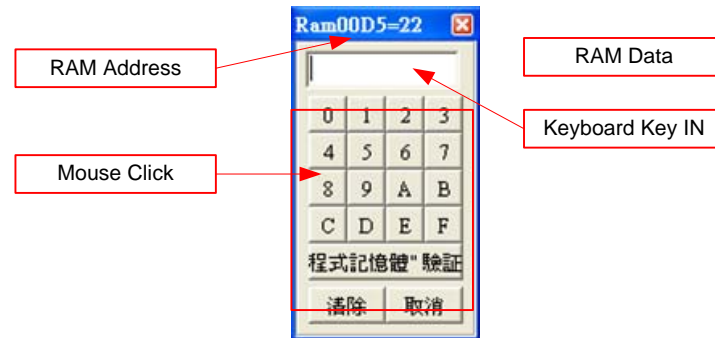 Ram00D5=22
RAM Address
RAM Data
Keyboard Key IN
Mouse Click
0 1 2 3
4 5 6 7
8 9 A B
C D E F
程式記憶體" 驗証
清除 取消